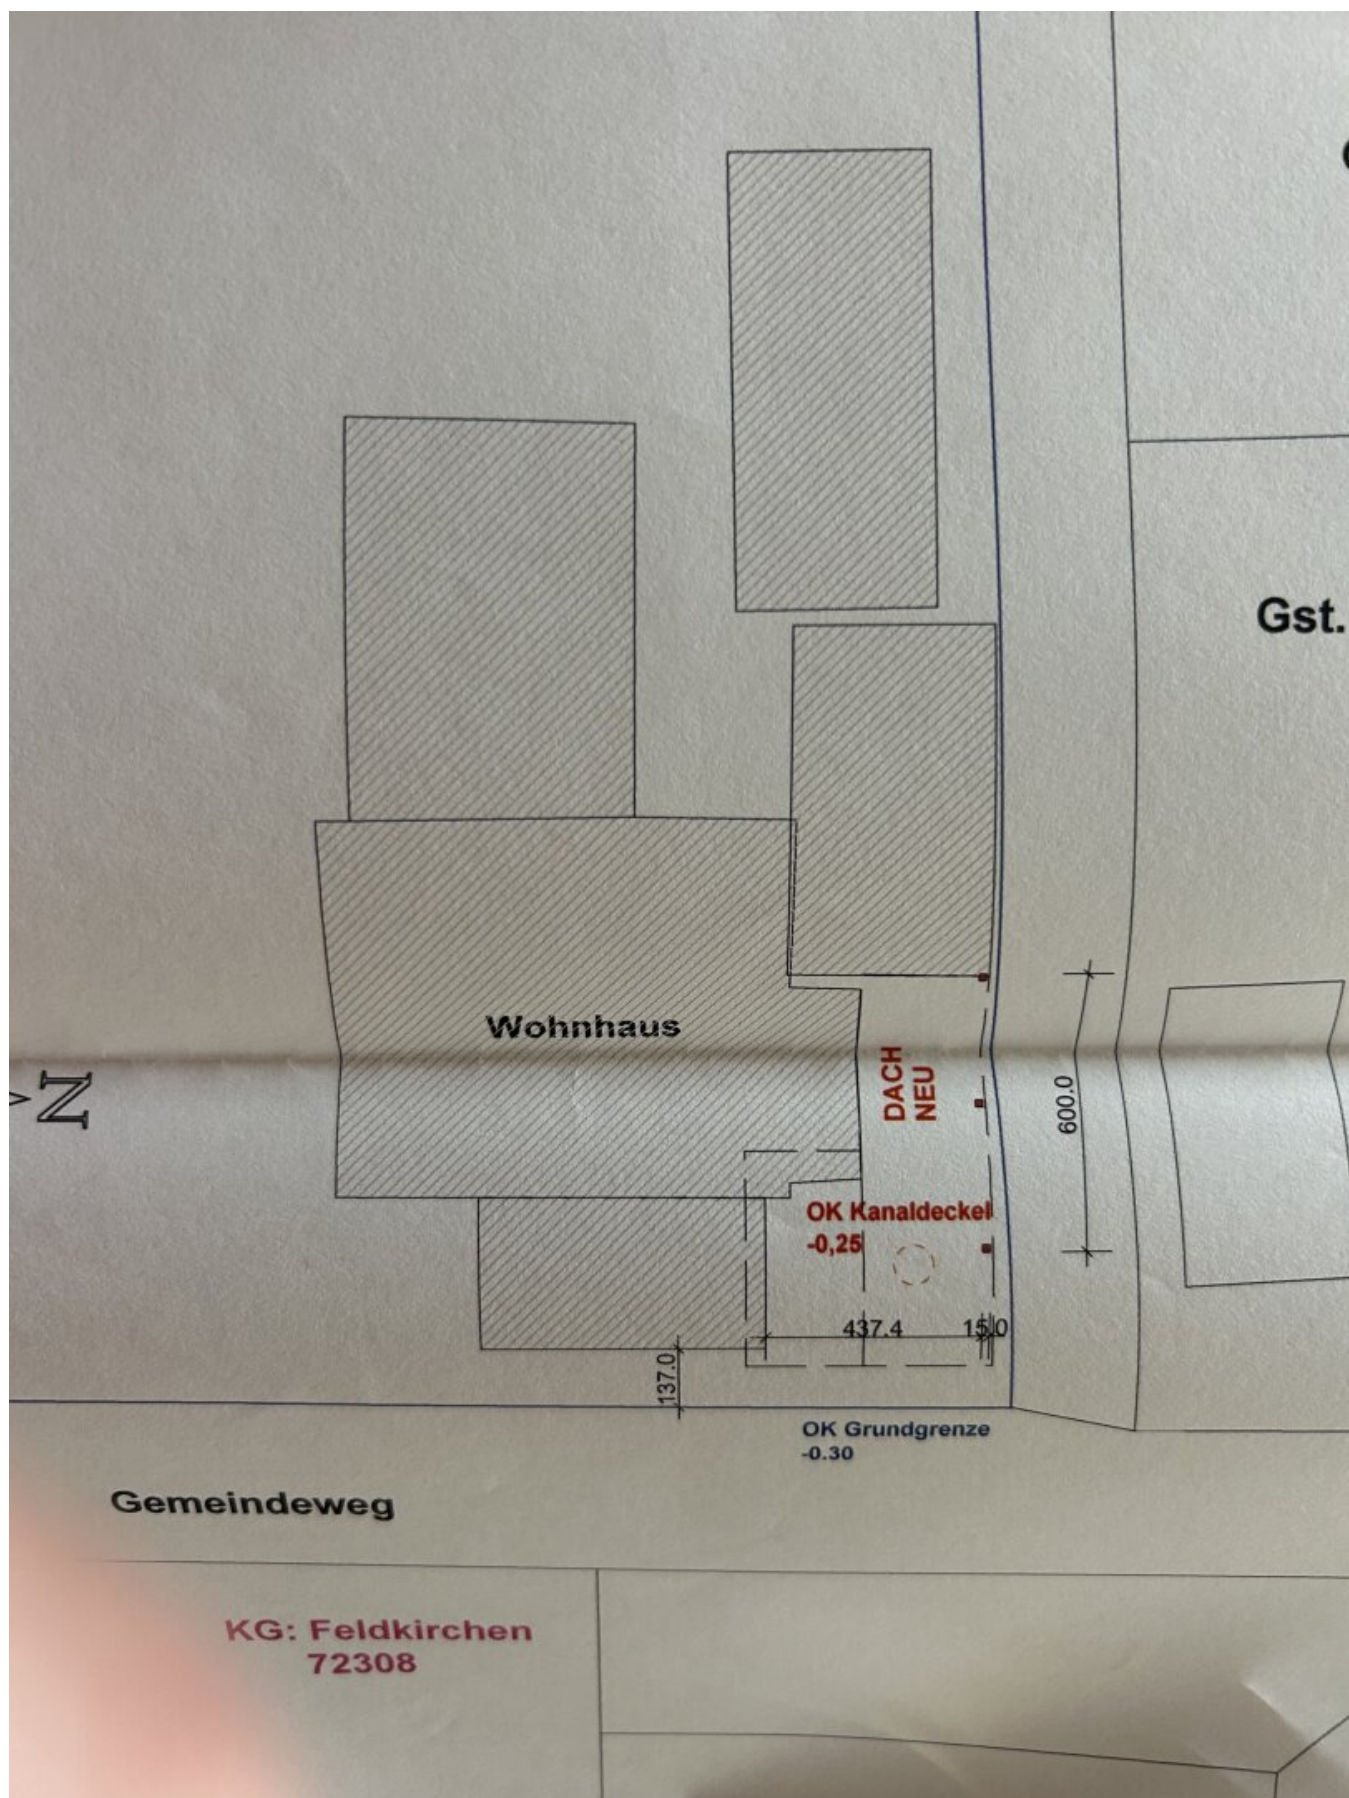 Gst.
Wohnhaus
N
DACH
NEU
600.0
OK Kanaldeckel
-0,25
437.4
15.0
137.0
OK Grundgrenze
-0.30
Gemeindeweg
KG: Feldkirchen
72308